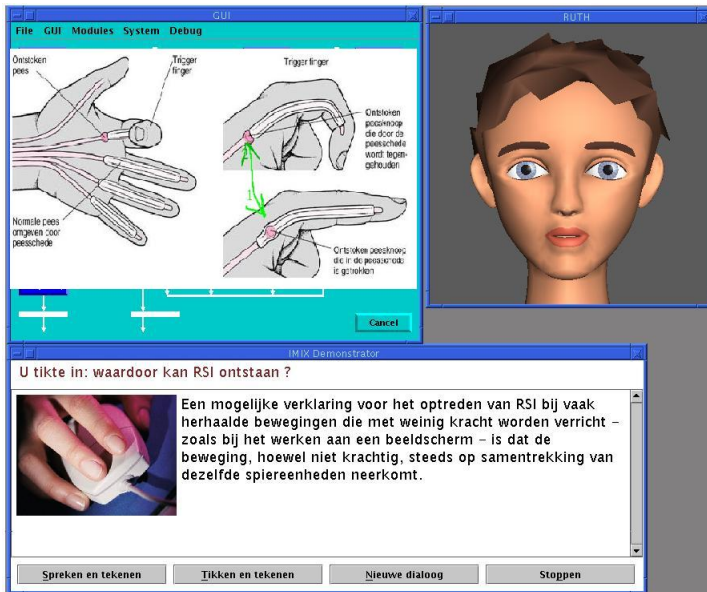 GUI
File GUI Modules System Debug
Ontstoken
pees
Trigger
finger
Normale pees
omgeven door
peesschede
Trigger finger
Ontstoken
peesknoop
die door de
peesschede
wordt tegen-
gehouden
1
Ontstoken peesknoop
die in de peesschede
is getrokken
Cancel
RUTH
IMIX Demonstrator
U tikte in: waardoor kan RSI ontstaan ?
Een mogelijke verklaring voor het optreden van RSI bij vaak
herhaalde bewegingen die met weinig kracht worden verricht –
zoals bij het werken aan een beeldscherm – is dat de
beweging, hoewel niet krachtig, steeds op samentrekking van
dezelfde spiereenheden neerkomt.
Spreken en tekenen
Tikken en tekenen
Nieuwe dialoog
Stoppen